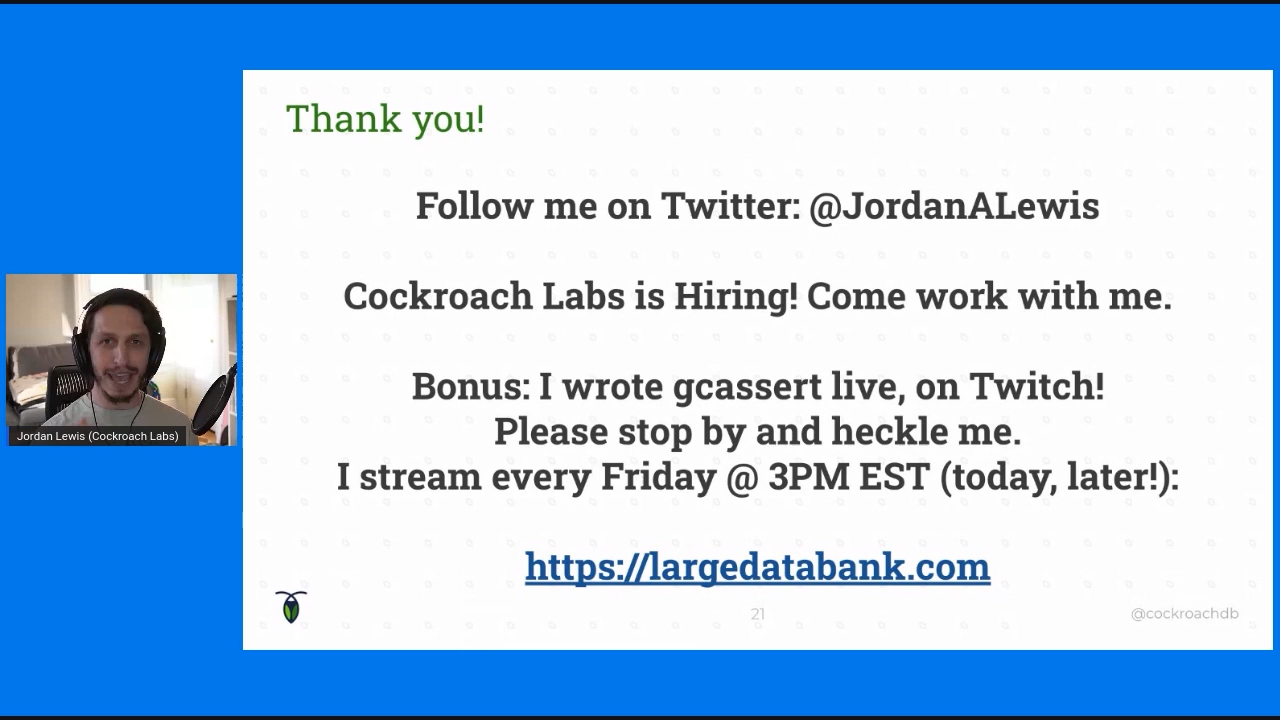 Thank you!
Follow me on Twitter: @JordanALewis
Cockroach Labs is Hiring! Come work with me.
Bonus: I wrote gcassert live, on Twitch!
Please stop by and heckle me.
I stream every Friday @ 3PM EST (today, later!):
https://largedatabank.com
21
@cockroachdb
Jordan Lewis (Cockroach Labs)